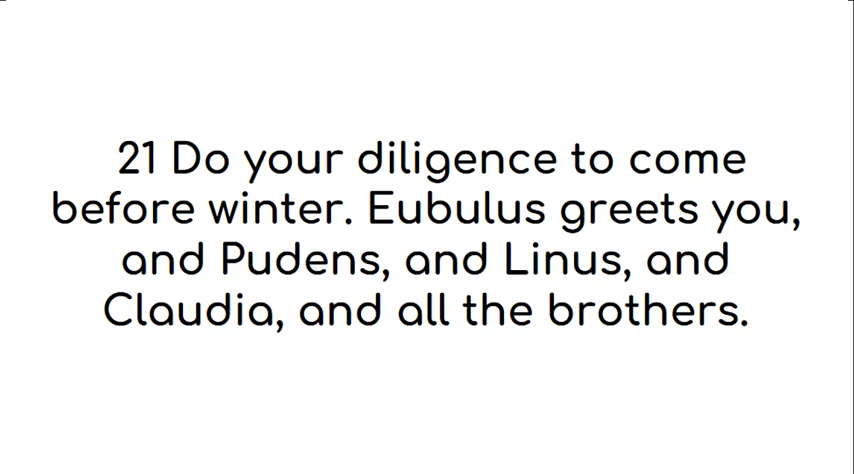 21 Do your diligence to come
before winter. Eubulus greets you,
and Pudens, and Linus, and
Claudia, and all the brothers.